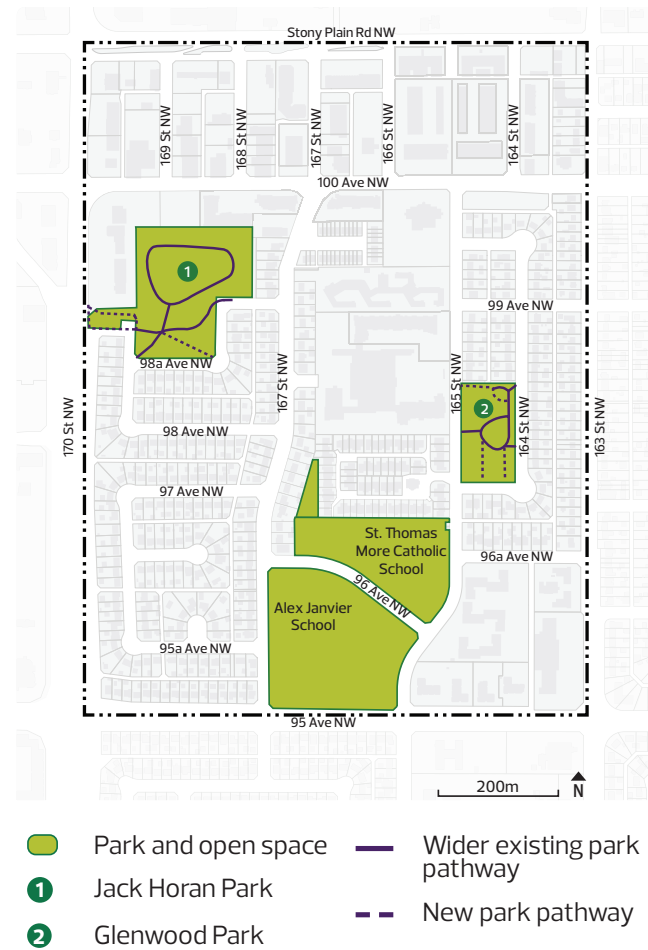 Stony Plain Rd NW
169 St NW
168 St NW
167 St NW
166 St NW
164 St NW
100 Ave NW
1
99 Ave NW
98a Ave NW
170 St NW
167 St NW
165 St NW
2
164 St NW
163 St NW
98 Ave NW
97 Ave NW
St. Thomas
More Catholic
School
96a Ave NW
96 Ave NW
Alex Janvier
School
95a Ave NW
95 Ave NW
200m
N
Park and open space
1 Jack Horan Park
2 Glenwood Park
Wider existing park
pathway
New park pathway